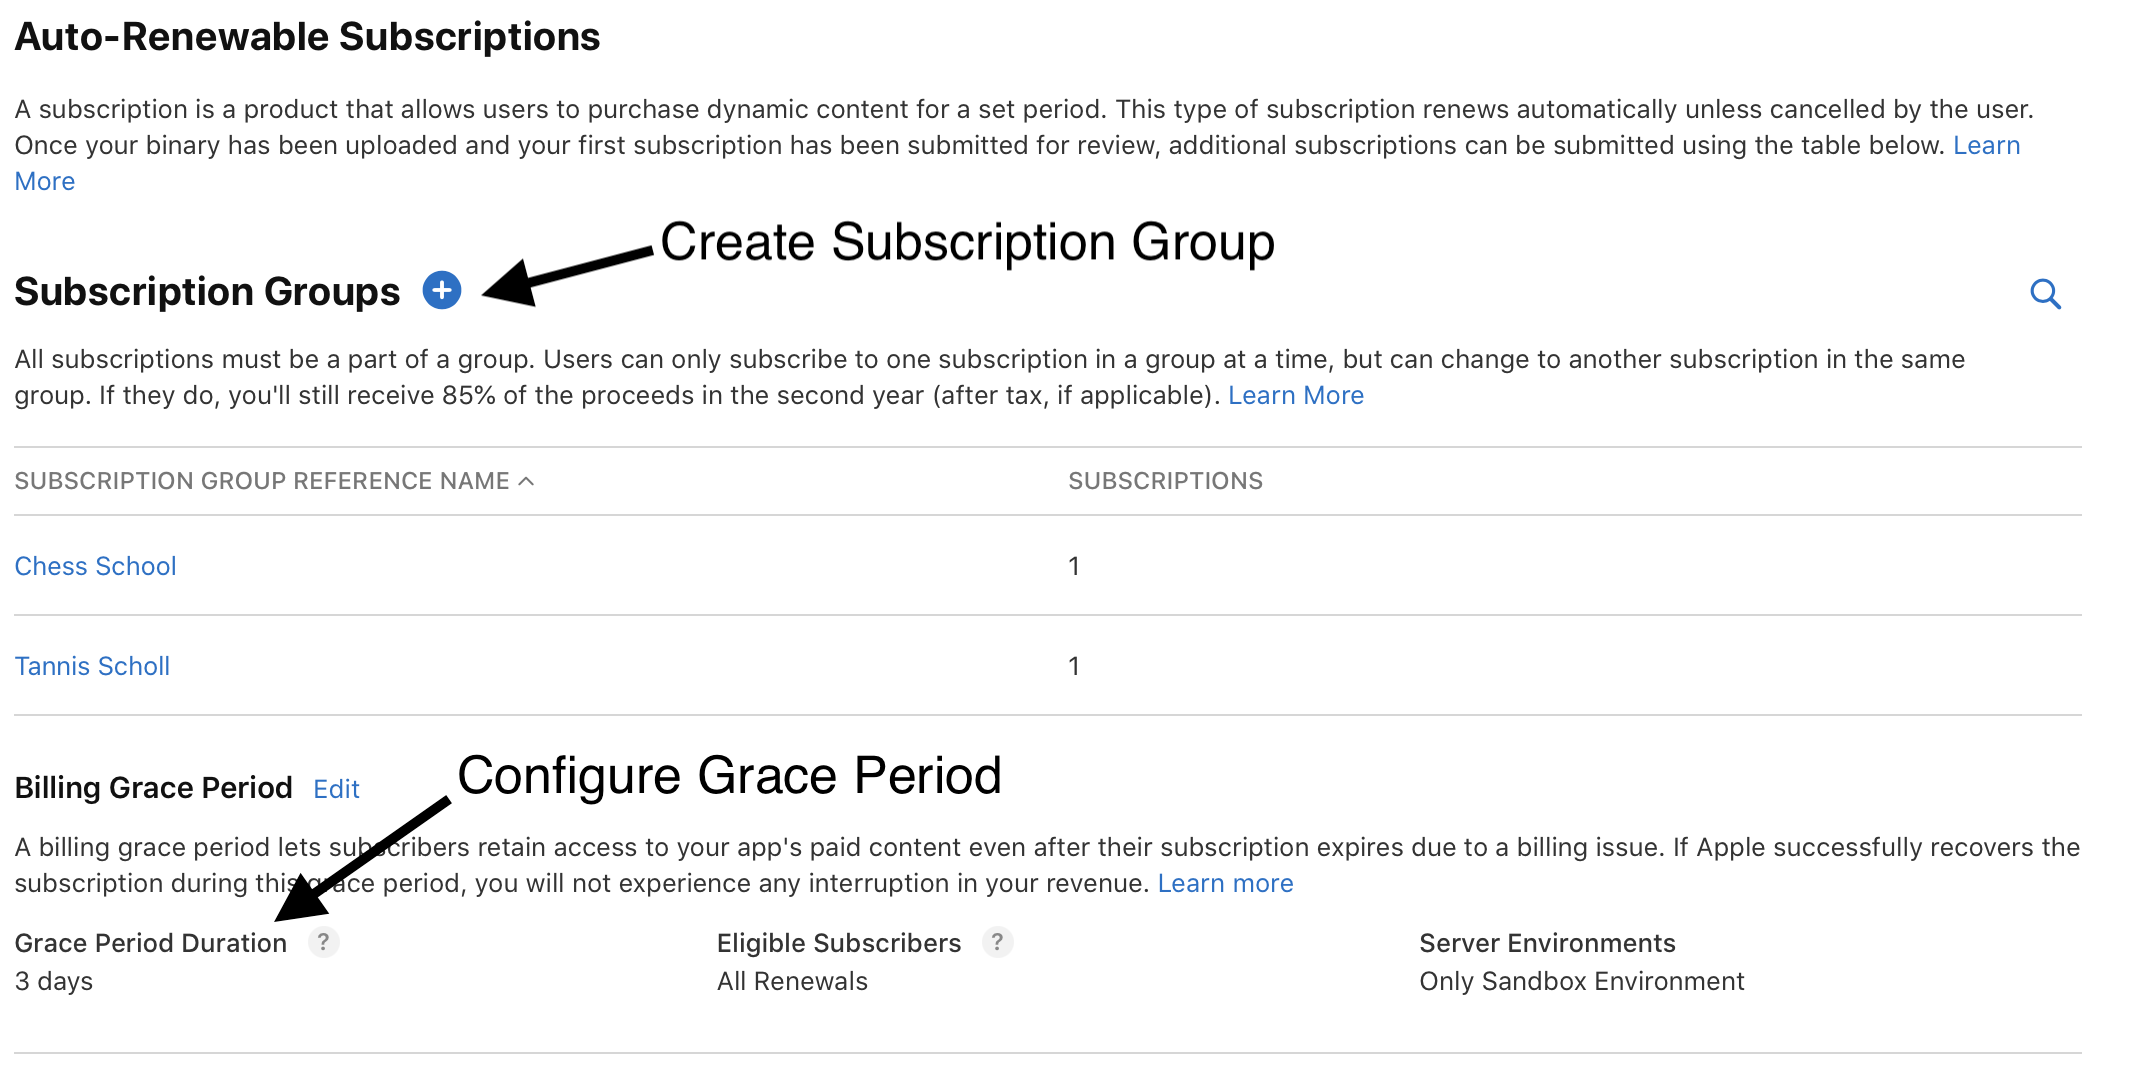 Auto-Renewable Subscriptions
A subscription is a product that allows users to purchase dynamic content for a set period. This type of subscription renews automatically unless cancelled by the user.
Once your binary has been uploaded and your first subscription has been submitted for review, additional subscriptions can be submitted using the table below. Learn
More
Create Subscription Group
Subscription Groups
All subscriptions must be a part of a group. Users can only subscribe to one subscription in a group at a time, but can change to another subscription in the same
group. If they do, you'll still receive 85% of the proceeds in the second year (after tax, if applicable). Learn More
SUBSCRIPTION GROUP REFERENCE NAME SUBSCRIPTIONS
Chess School 1
Tannis Scholl 1
Configure Grace Period
Billing Grace Period Edit
A billing grace period lets subscribers retain access to your app's paid content even after their subscription expires due to a billing issue. If Apple successfully recovers the
subscription during this grace period, you will not experience any interruption in your revenue. Learn more
Grace Period Duration ? Eligible Subscribers ? Server Environments
3 days All Renewals Only Sandbox Environment